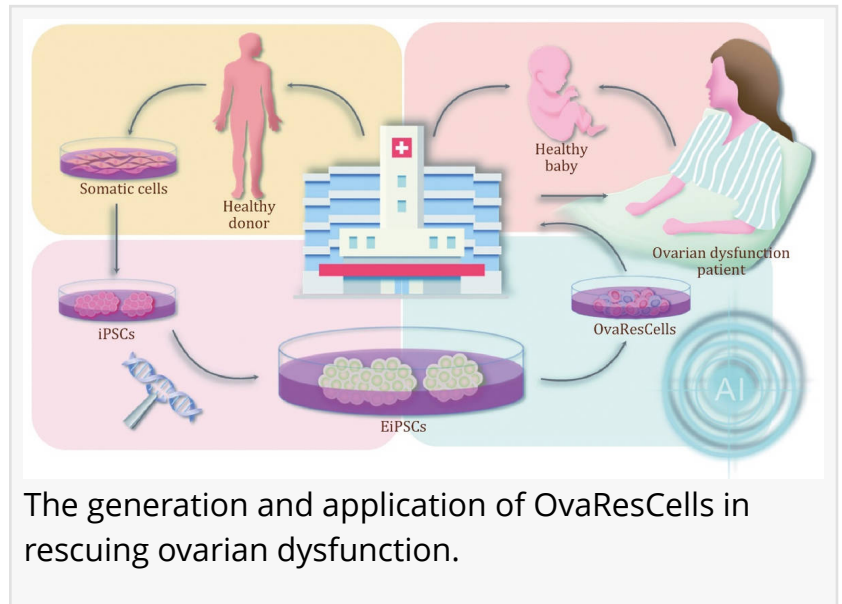 Somatic cells
Healthy
donor
Healthy
baby
Ovarian dysfunction
patient
iPSCs
OvaResCells
AI
EiPSCs
The generation and application of OvaResCells in
rescuing ovarian dysfunction.